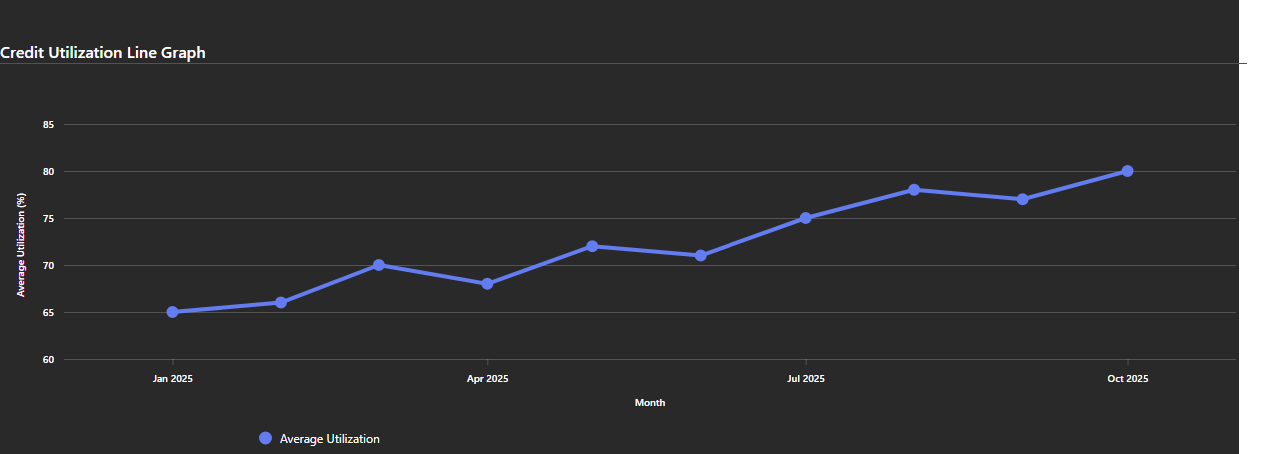 Credit Utilization Line Graph
85
80
75
70
65
60
Average Utilization (%)
Jan 2025 Apr 2025 Jul 2025 Oct 2025
Month
Average Utilization